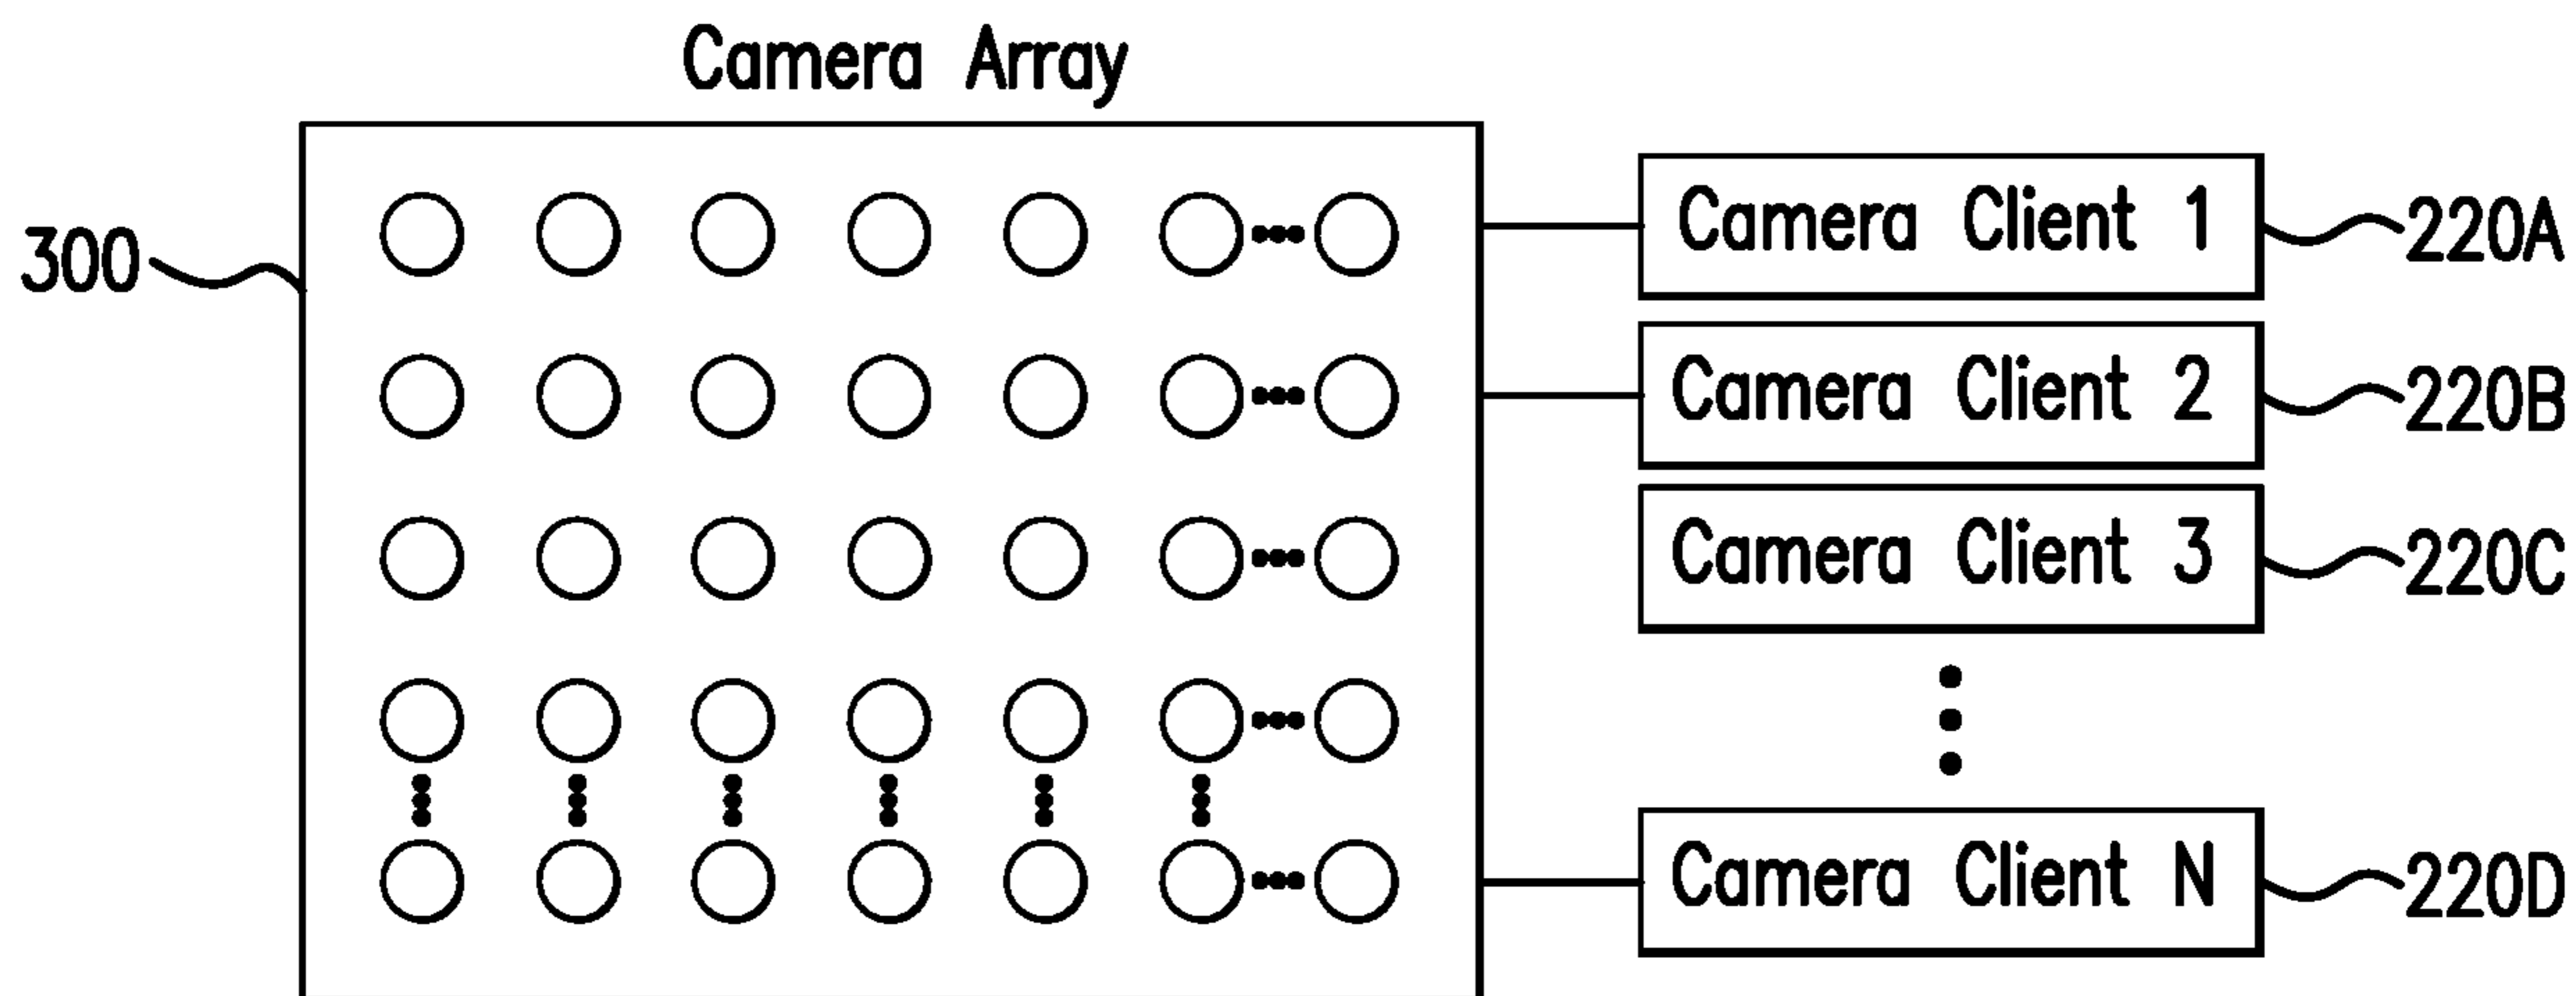 Camera Array
300
Camera Client 1
220A
Camera Client 2
220B
Camera Client 3
220C
Camera Client N
220D